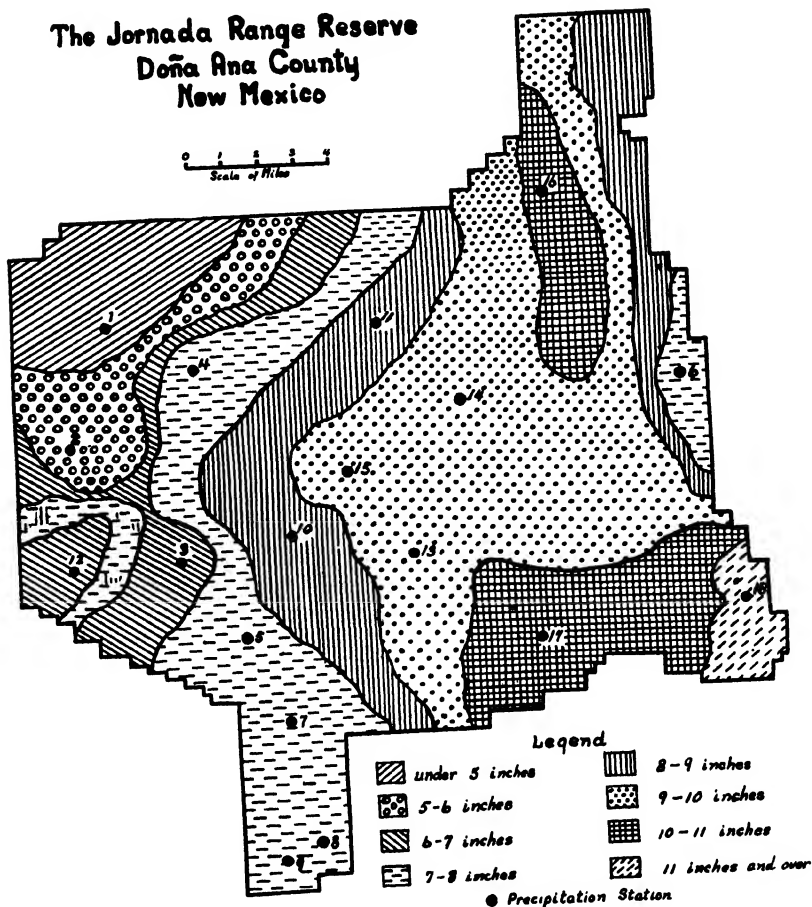 The Jornada Range Reserve
Doña Ana County
New Mexico
0 1 2 3 4
Scale of Miles
16
1
11
4
6
14
2
15
10
13
12
3
18
5
17
7
8
9
Legend
under 5 inches
5-6 inches
6-7 inches
7-8 inches
8-9 inches
9-10 inches
10-11 inches
11 inches and over
Precipitation Station